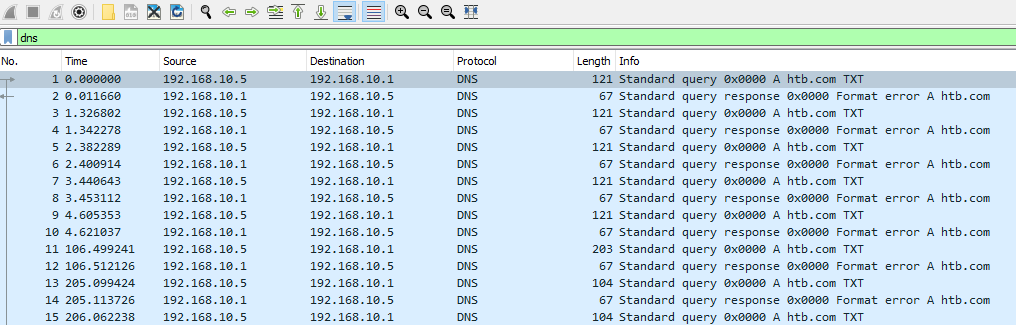 dns
No. Time Source Destination Protocol Length Info
1 0.000000 192.168.10.5 192.168.10.1 DNS 121 Standard query 0x0000 A htb.com TXT
2 0.011660 192.168.10.1 192.168.10.5 DNS 67 Standard query response 0x0000 Format error A htb.com
3 1.326802 192.168.10.5 192.168.10.1 DNS 121 Standard query 0x0000 A htb.com TXT
4 1.342278 192.168.10.1 192.168.10.5 DNS 67 Standard query response 0x0000 Format error A htb.com
5 2.382289 192.168.10.5 192.168.10.1 DNS 121 Standard query 0x0000 A htb.com TXT
6 2.400914 192.168.10.1 192.168.10.5 DNS 67 Standard query response 0x0000 Format error A htb.com
7 3.440643 192.168.10.5 192.168.10.1 DNS 121 Standard query 0x0000 A htb.com TXT
8 3.453112 192.168.10.1 192.168.10.5 DNS 67 Standard query response 0x0000 Format error A htb.com
9 4.605353 192.168.10.5 192.168.10.1 DNS 121 Standard query 0x0000 A htb.com TXT
10 4.621037 192.168.10.1 192.168.10.5 DNS 67 Standard query response 0x0000 Format error A htb.com
11 106.499241 192.168.10.5 192.168.10.1 DNS 203 Standard query 0x0000 A htb.com TXT
12 106.512126 192.168.10.1 192.168.10.5 DNS 67 Standard query response 0x0000 Format error A htb.com
13 205.099424 192.168.10.5 192.168.10.1 DNS 104 Standard query 0x0000 A htb.com TXT
14 205.113726 192.168.10.1 192.168.10.5 DNS 67 Standard query response 0x0000 Format error A htb.com
15 206.062238 192.168.10.5 192.168.10.1 DNS 104 Standard query 0x0000 A htb.com TXT